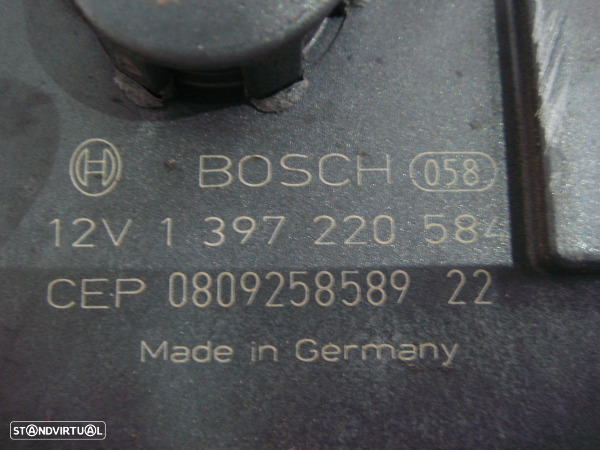 BOSCH 058
12V 1 397 220 584
CEP 0809258589 22
Made in Germany
STANDVIRTUAL